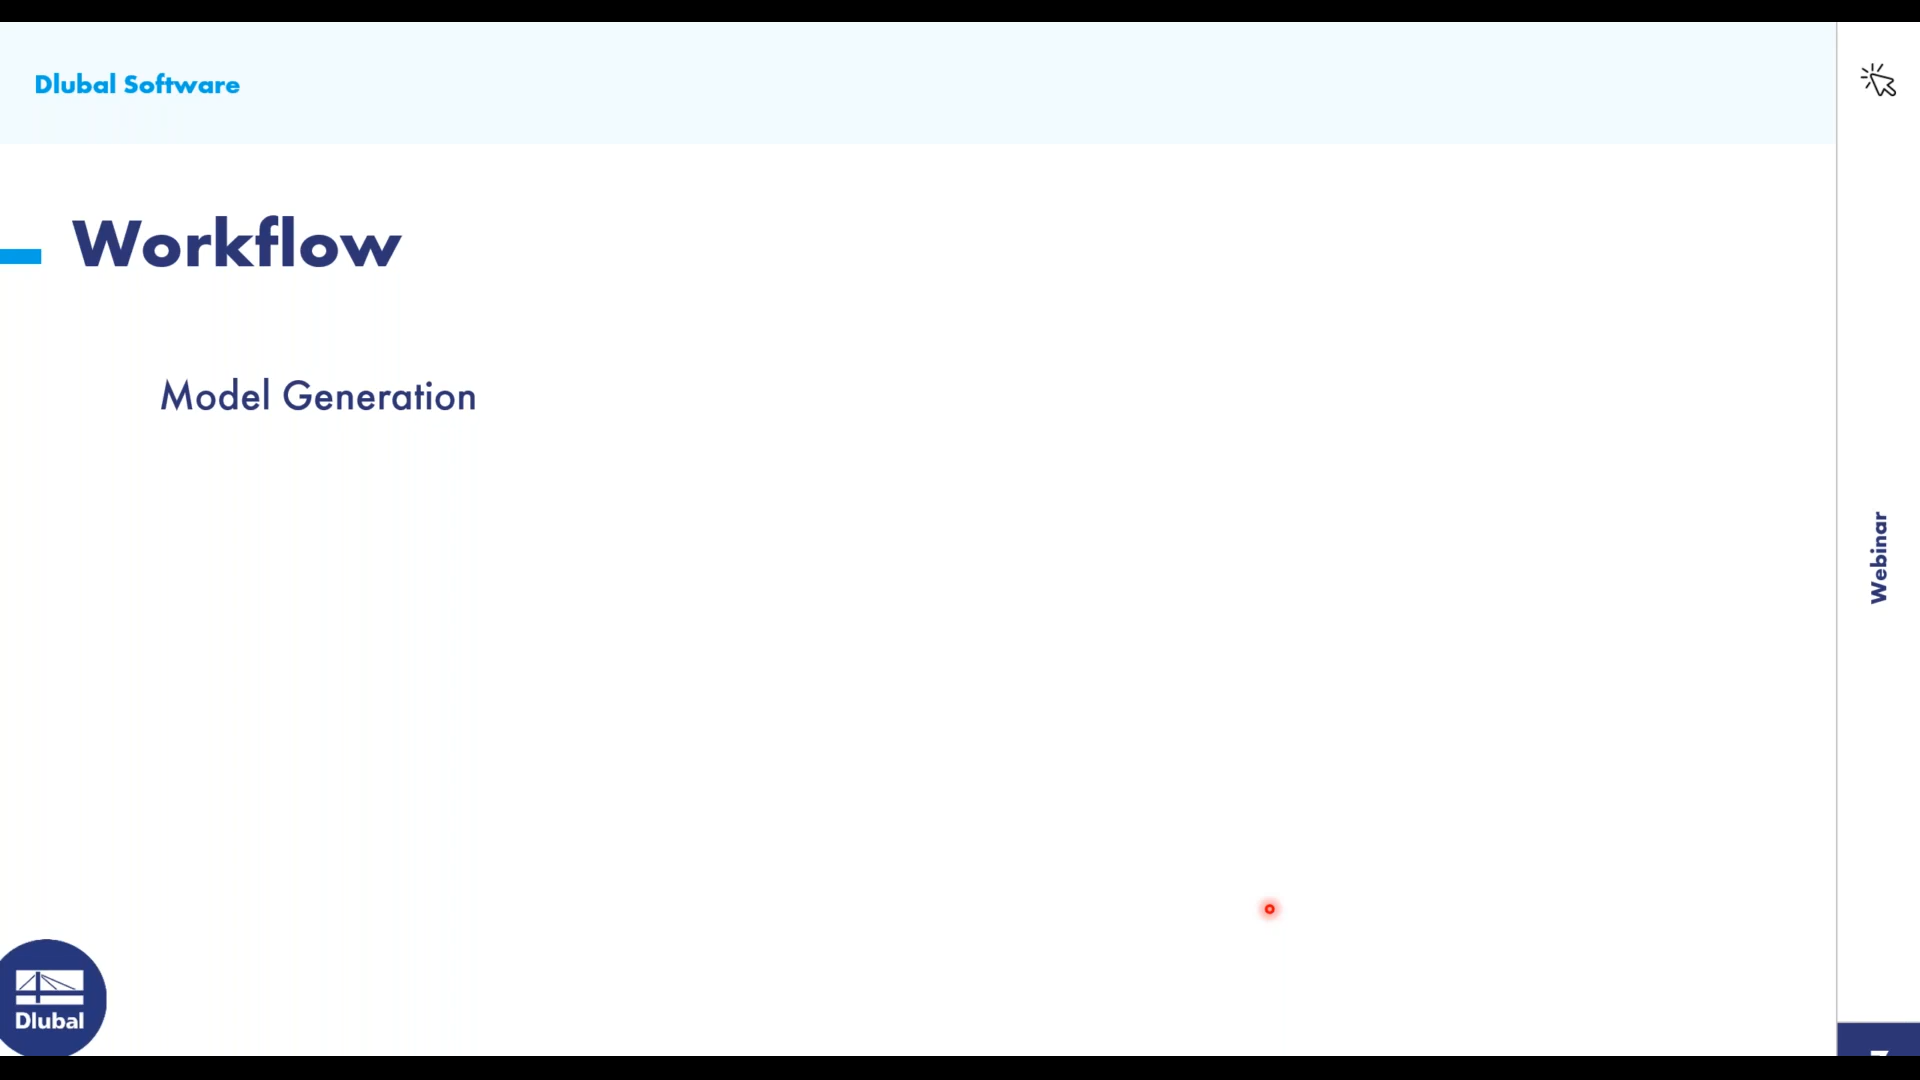 Dlubal Software
Workflow
Model Generation
Webinar
Dlubal